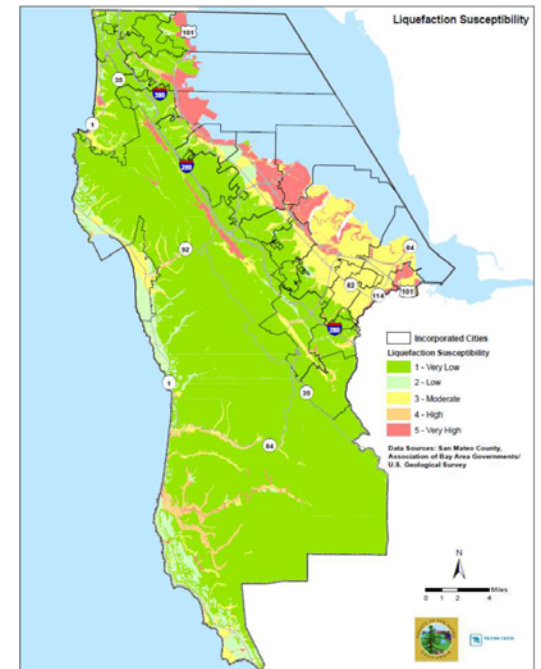 Liquefaction Susceptibility
101
35
380
1
280
92
84
82
101
114
280
Incorporated Cities
Liquefaction Susceptibility
1 - Very Low
2 - Low
3 - Moderate
4 - High
5 - Very High
1
35
84
Data Sources: San Mateo County,
Association of Bay Area Governments/
U.S. Geological Survey
N
Miles
0 1 2 4
TETRA TECH